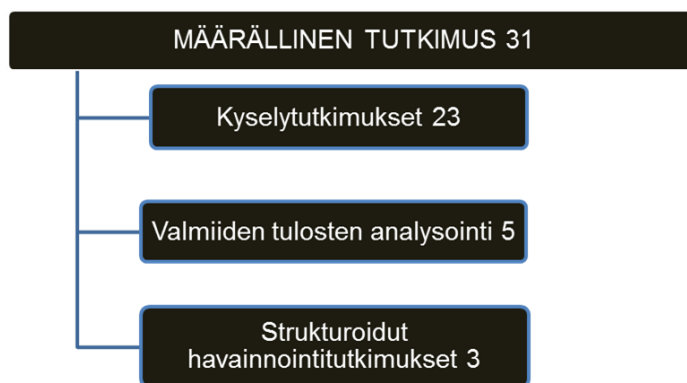 MÄÄRÄLLINEN TUTKIMUS 31
Kyselytutkimukset 23
Valmiiden tulosten analysointi 5
Strukturoidut
havainnointitutkimukset 3